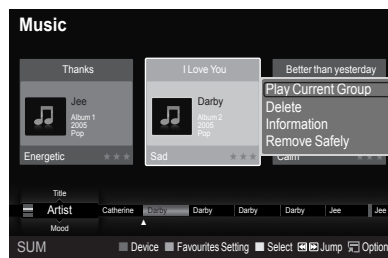 Music
Thanks
I Love You
Better than yesterday
Jee
Album 1
2005
Pop
Darby
Album 2
2005
Pop
Play Current Group
Delete
Information
Remove Safely
Energetic ★★★
Sad ★★★
Calm ★★★
Title
Artist
Mood
Catherine Darby Darby Darby Darby Jee Jee
SUM
Device Favourites Setting Select Jump Option